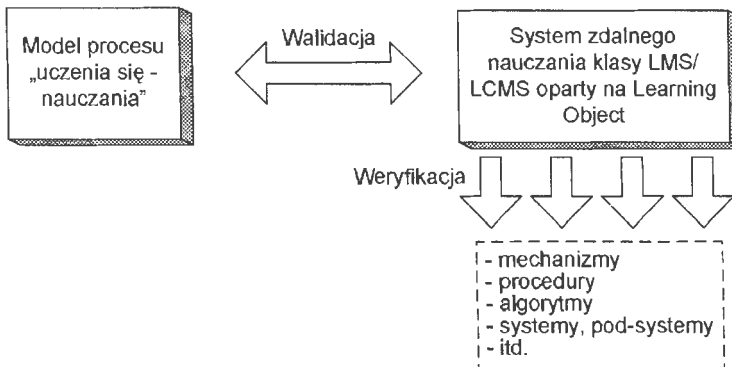 Model procesu
„uczenia się -
nauczania”
Walidacja
System zdalnego
nauczania klasy LMS/
LCMS oparty na Learning
Object
Weryfikacja
- mechanizmy
- procedury
- algorytmy
- systemy, pod-systemy
- itd.